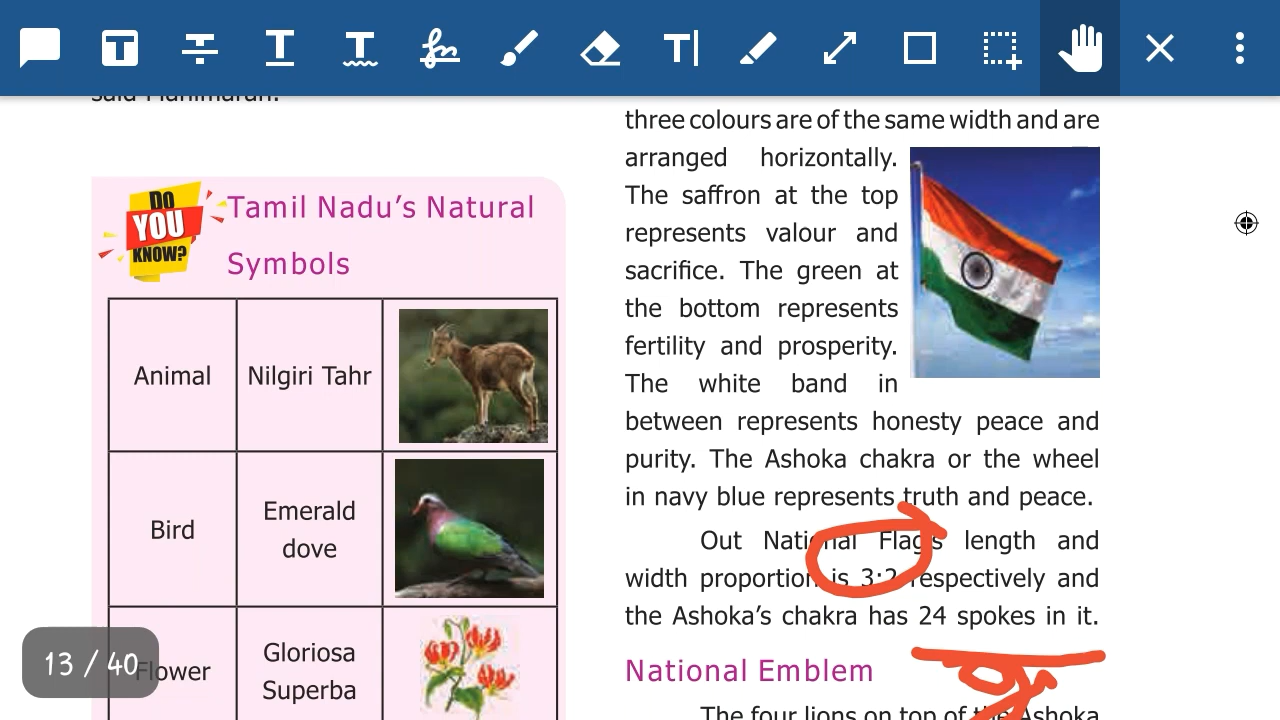 said Manimaran.
DO
YOU
KNOW?
Tamil Nadu's Natural
Symbols
Animal
Nilgiri Tahr
Bird
Emerald
dove
Flower
Gloriosa
Superba
13 / 40
three colours are of the same width and are
arranged horizontally.
The saffron at the top
represents valour and
sacrifice. The green at
the bottom represents
fertility and prosperity.
The white band in
between represents honesty peace and
purity. The Ashoka chakra or the wheel
in navy blue represents truth and peace.
Out National Flag's length and
width proportion is 3:2 respectively and
the Ashoka's chakra has 24 spokes in it.
National Emblem
The four lions on top of the Ashoka